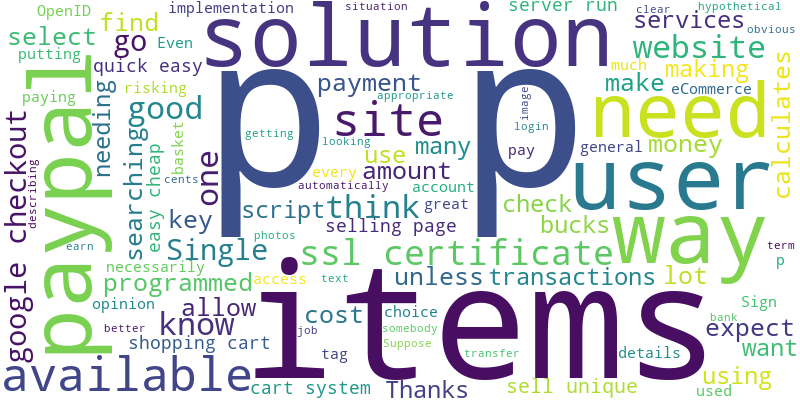 OpenID
implementation
situation
server run
clear
hypothetical
find
select
go
Even
solution
services
obvious
putting
quick easy
website
paypal
paying
needing
risking
payment
making
eCommerce
make
calculates
p p
appropriate
much
image
good
site
need
searching
basket
getting
looking
many
login
pay
general
money
google checkout
describing
easy cheap
one
every
use
amount
user
cents
automatically
account
key
script
think
great
check
selling page
bucks
way
earn
Single
photos
ssl certificate
term
p
necessarily
programmed
access
text
items
unless
transactions
lot
opinion
allow
cost
choice
Sign
better
know
job
somebody
bank
expect
shopping cart
Suppose
tag
transfer
details
want
available
cart system
Thanks
sell unique
using
used